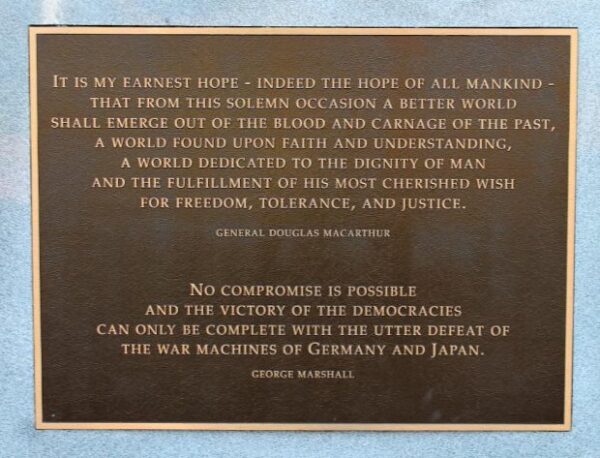 IT IS MY EARNEST HOPE - INDEED THE HOPE OF ALL MANKIND -
THAT FROM THIS SOLEMN OCCASION A BETTER WORLD
SHALL EMERGE OUT OF THE BLOOD AND CARNAGE OF THE PAST,
A WORLD FOUND UPON FAITH AND UNDERSTANDING,
A WORLD DEDICATED TO THE DIGNITY OF MAN
AND THE FULFILLMENT OF HIS MOST CHERISHED WISH
FOR FREEDOM, TOLERANCE, AND JUSTICE.
GENERAL DOUGLAS MACARTHUR
NO COMPROMISE IS POSSIBLE
AND THE VICTORY OF THE DEMOCRACIES
CAN ONLY BE COMPLETE WITH THE UTTER DEFEAT OF
THE WAR MACHINES OF GERMANY AND JAPAN.
GEORGE MARSHALL